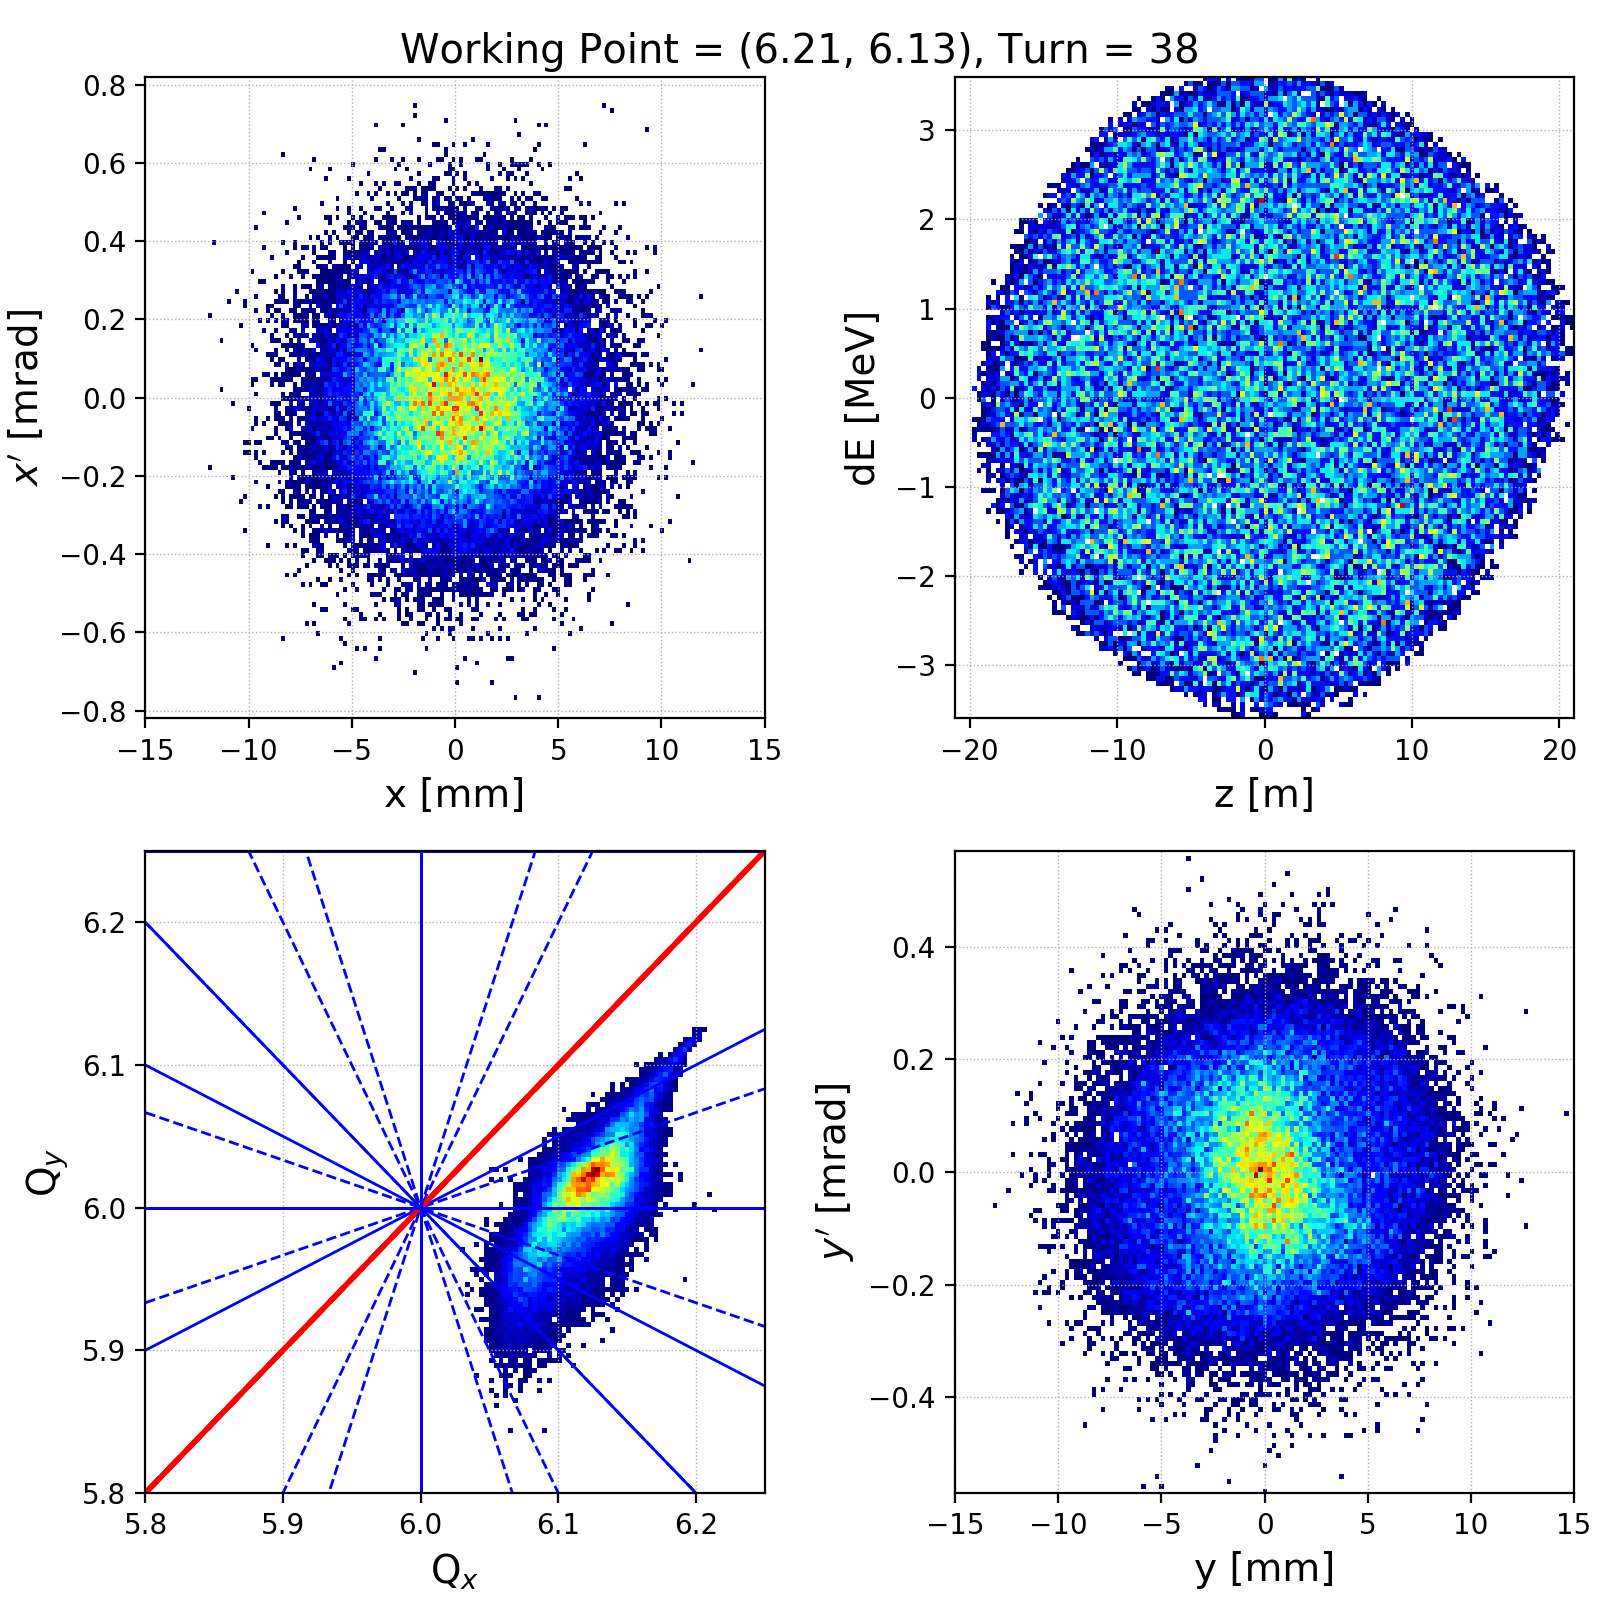 Working Point = (6.21, 6.13), Turn = 38
0.8
0.6
0.4
0.2
0.0
−0.2
−0.4
−0.6
−0.8
x′ [mrad]
−15 −10 −5 0 5 10 15
x [mm]
3
2
1
0
−1
−2
−3
dE [MeV]
−20 −10 0 10 20
z [m]
6.2
6.1
6.0
5.9
5.8
Qy
5.8 5.9 6.0 6.1 6.2
Qx
0.4
0.2
0.0
−0.2
−0.4
y′ [mrad]
−15 −10 −5 0 5 10 15
y [mm]